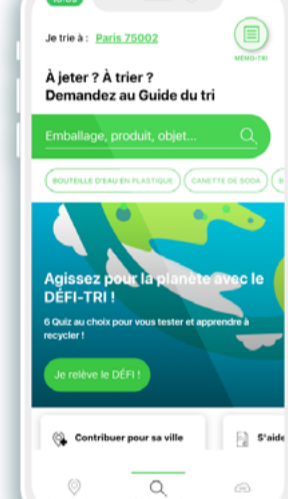 Je trie à : Paris 75002
MÉMO-TRI
À jeter ? À trier ?
Demandez au Guide du tri
Emballage, produit, objet...
BOUTEILLE D'EAU EN PLASTIQUE
CANETTE DE SODA
Agissez pour la planète avec le
DÉFI-TRI !
6 Quiz au choix pour vous tester et apprendre à
recycler !
Je relève le DÉFI !
Contribuer pour sa ville
S'aide